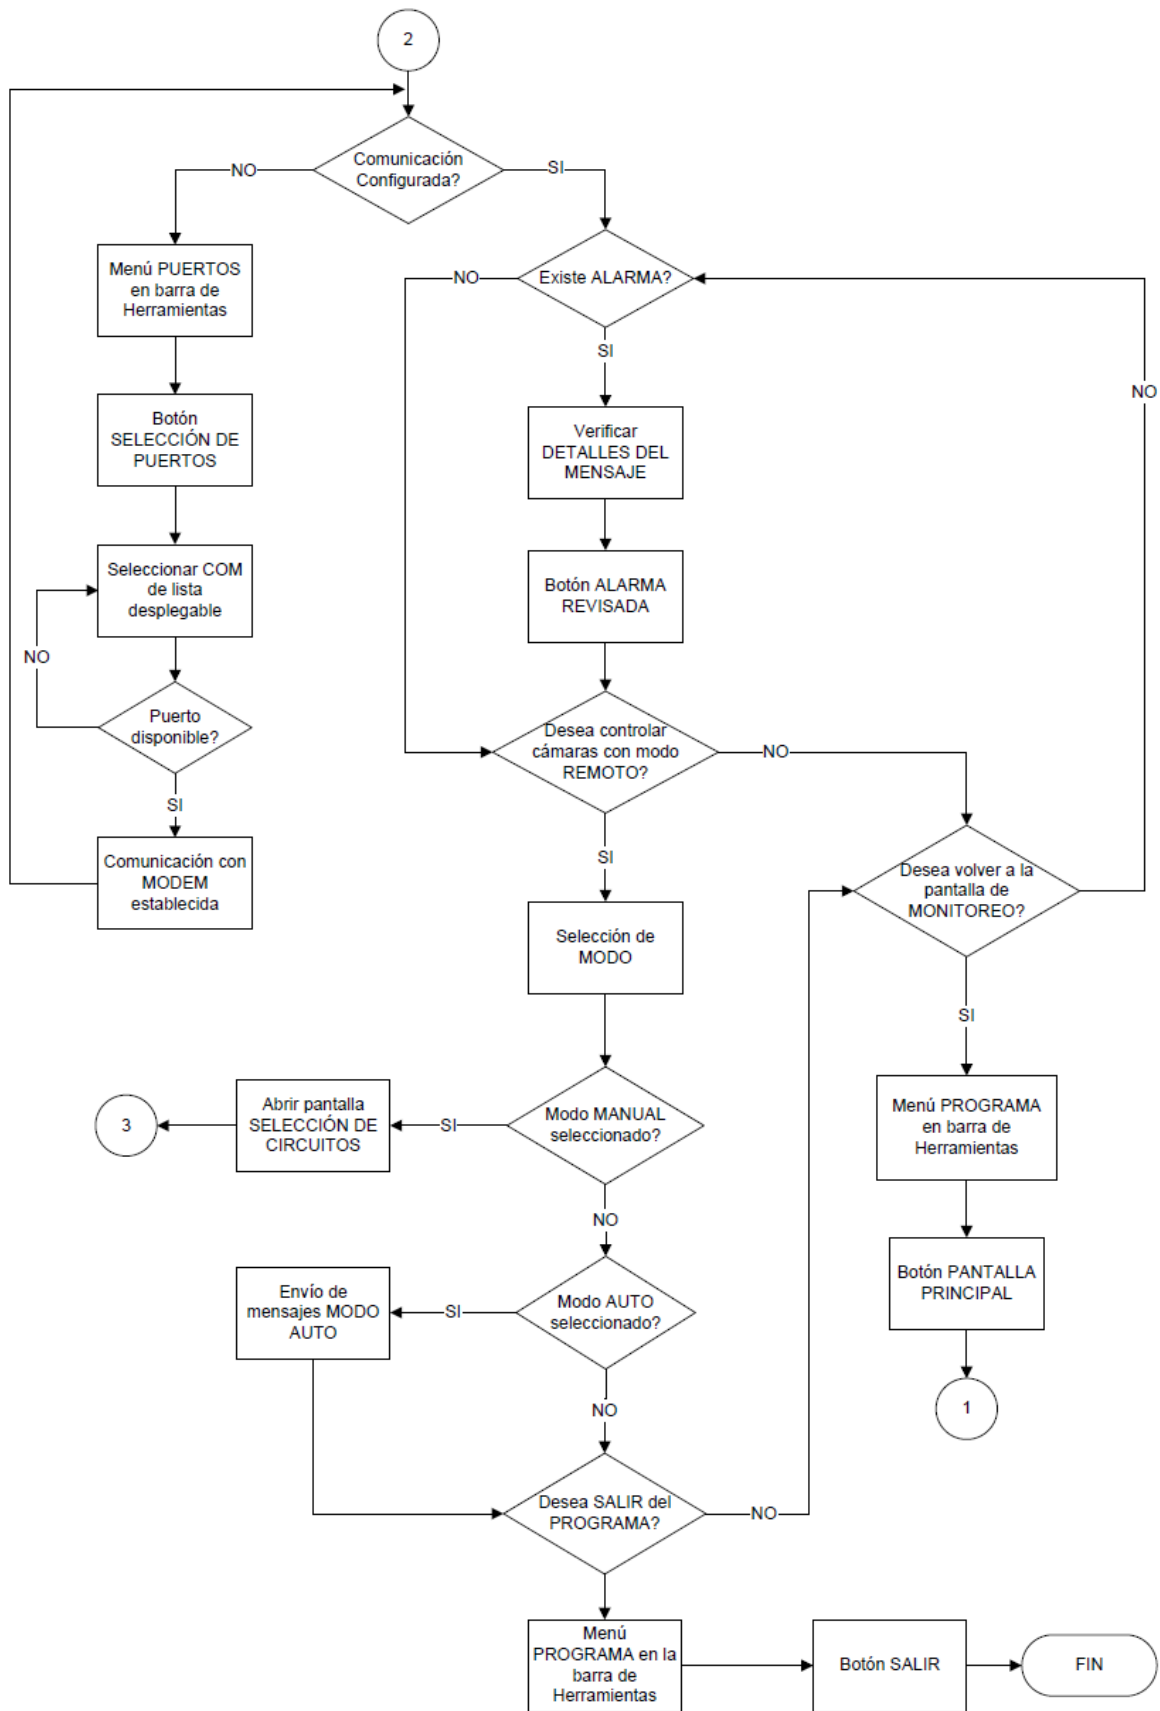 2
Comunicación
Configurada?
NO
SI
Menú PUERTOS
en barra de
Herramientas
Existe ALARMA?
NO
SI
NO
Botón
SELECCIÓN DE
PUERTOS
Verificar
DETALLES DEL
MENSAJE
Seleccionar COM
de lista
desplegable
Botón ALARMA
REVISADA
NO
Puerto
disponible?
SI
Desea controlar
cámaras con modo
REMOTO?
NO
SI
Comunicación con
MODEM
establecida
Desea volver a la
pantalla de
MONITOREO?
SI
Selección de
MODO
Abrir pantalla
SELECCIÓN DE
CIRCUITOS
3
SI
Modo MANUAL
seleccionado?
NO
Menú PROGRAMA
en barra de
Herramientas
Botón PANTALLA
PRINCIPAL
1
Envío de
mensajes MODO
AUTO
SI
Modo AUTO
seleccionado?
NO
Desea SALIR del
PROGRAMA?
NO
Menú
PROGRAMA en la
barra de
Herramientas
Botón SALIR
FIN